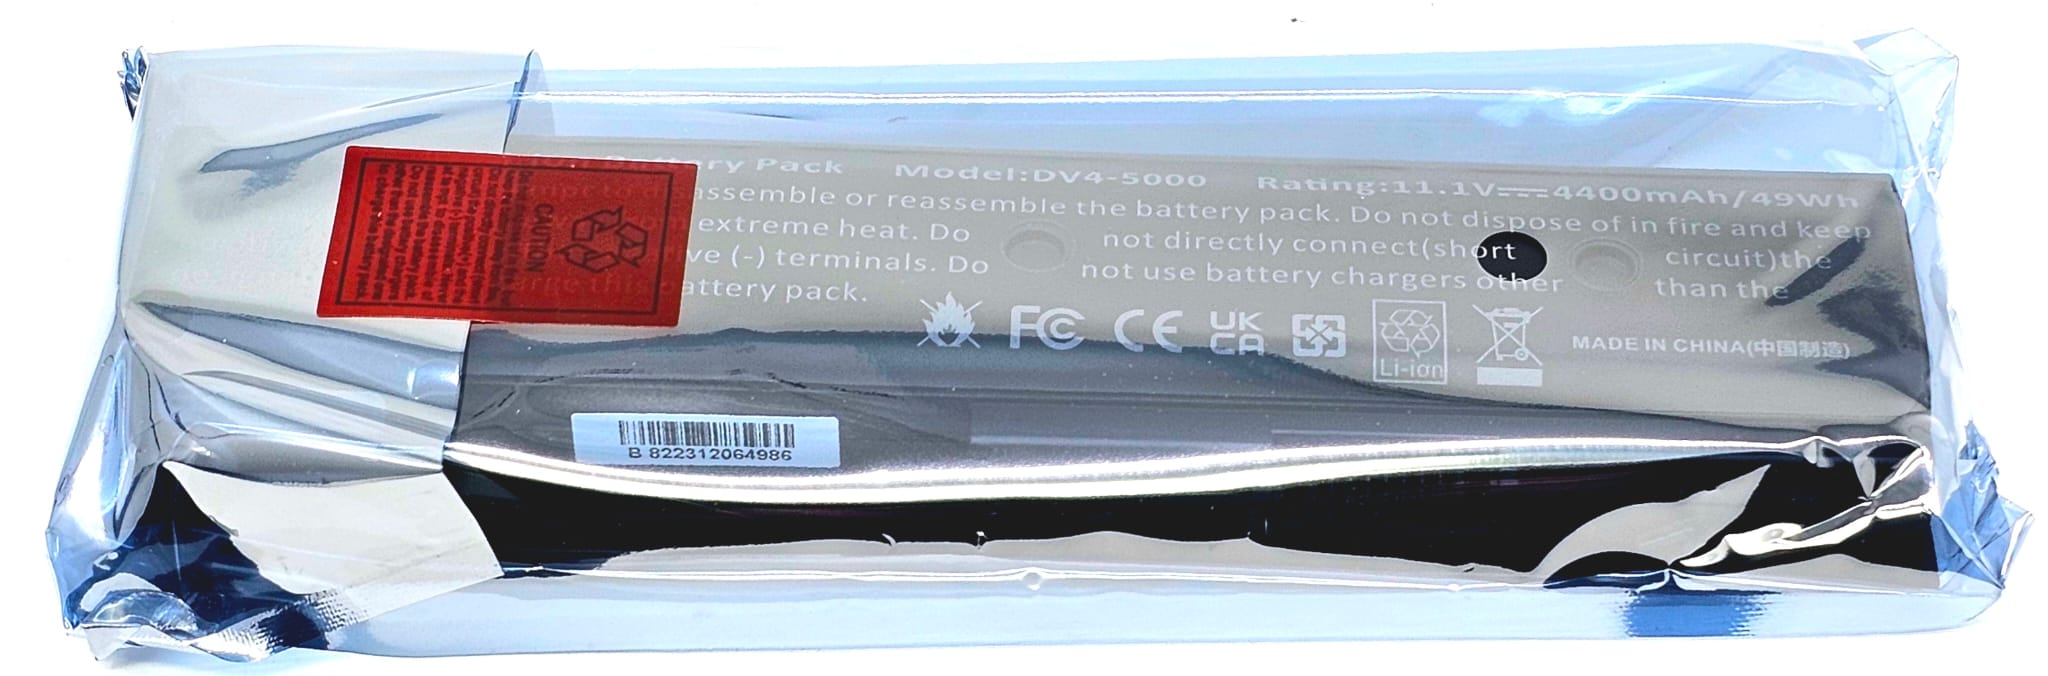 Battery Pack Model:DV4-5000 Rating:11.1V⎓4400mAh/49Wh
assemble or reassemble the battery pack. Do not dispose of in fire and keep
extreme heat. Do not directly connect(short circuit)the
ve (-) terminals. Do not use battery chargers other than the
arge this battery pack.
FC CE UK
CA
Li-ion
MADE IN CHINA(中国制造)
CAUTION
B 822312064986